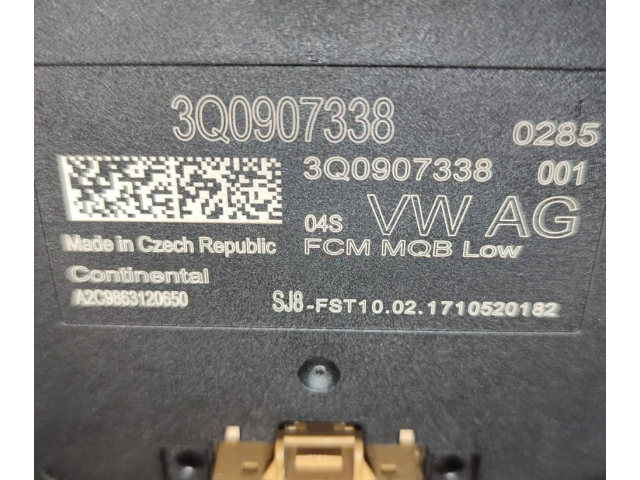 3Q0907338
0285
3Q0907338 001
04S VW AG
Made in Czech Republic FCM MQB Low
Continental
A2C9863120650 SJ8-FST10.02.1710520182